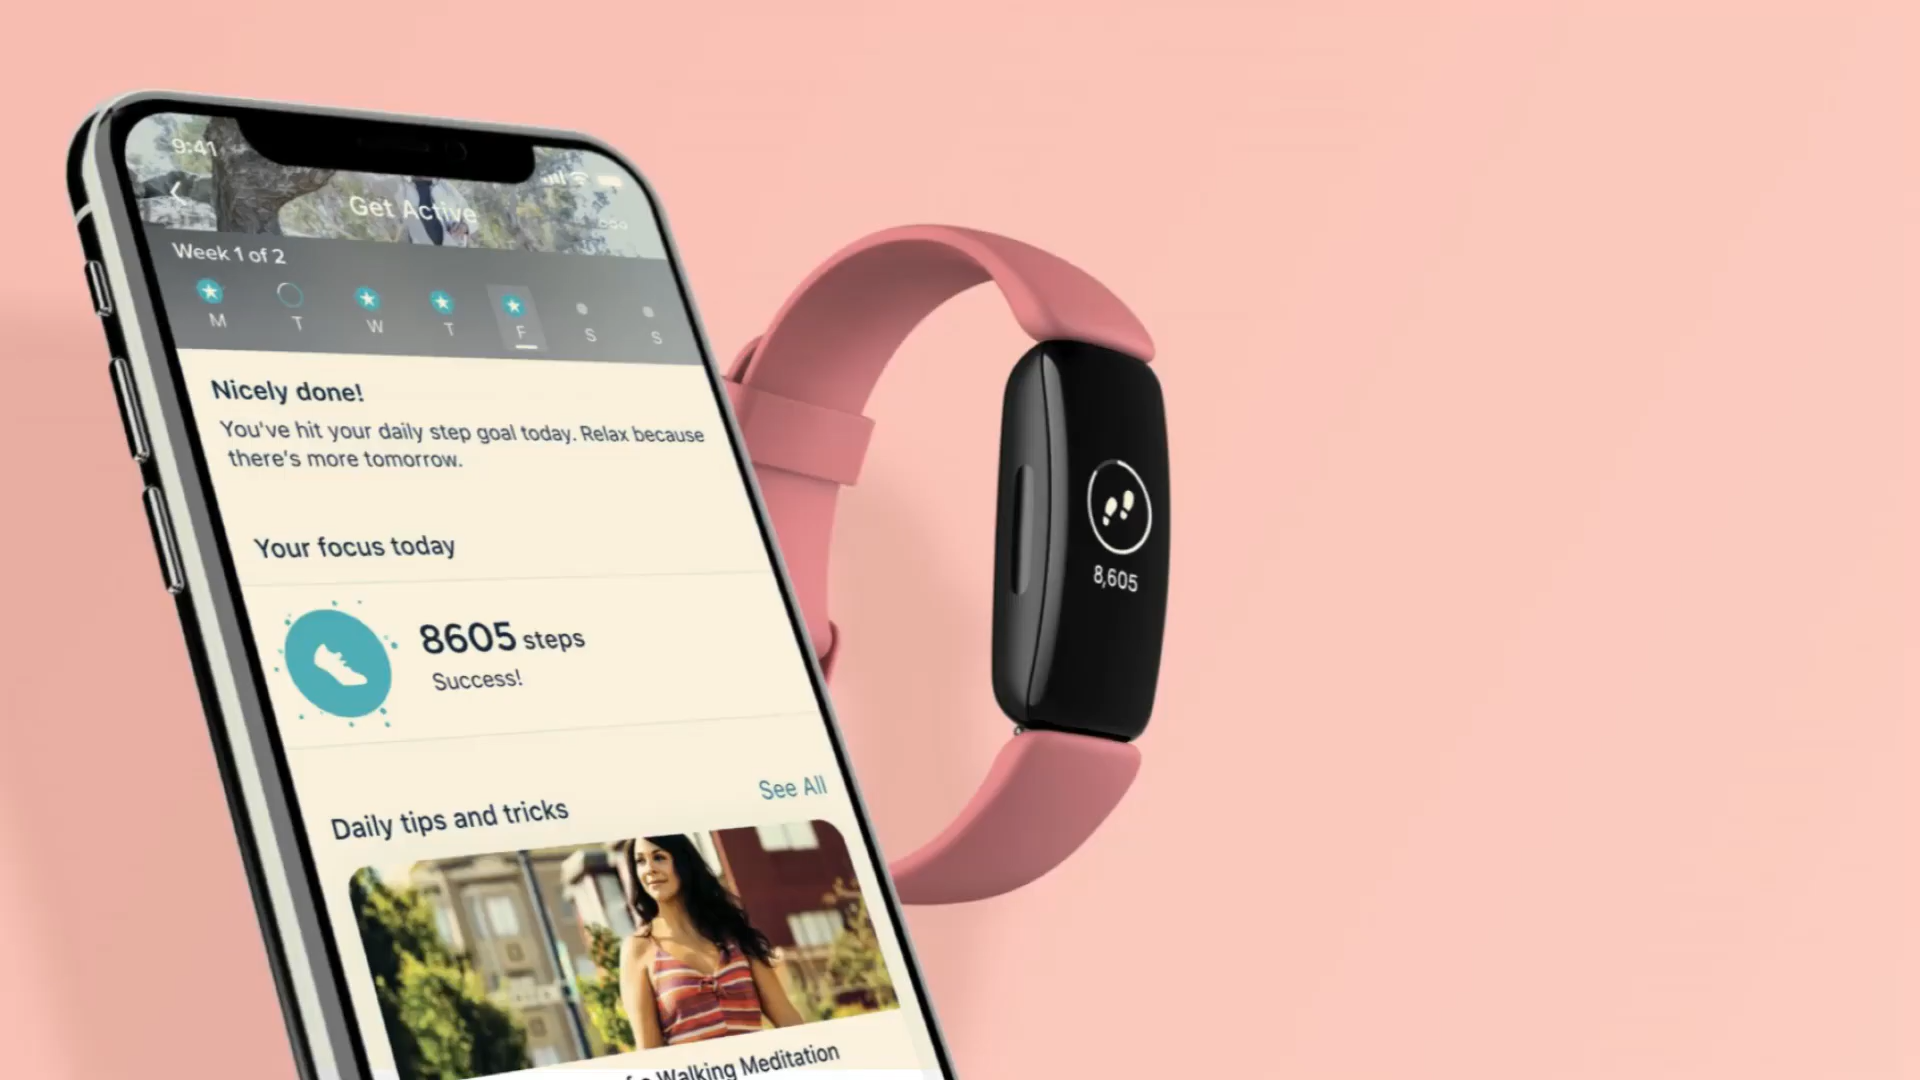 9:41
Get Active
Week 1 of 2
M T W T F S S
Nicely done!
You've hit your daily step goal today. Relax because
there's more tomorrow.
Your focus today
8605 steps
Success!
Daily tips and tricks
See All
Walking Meditation
8,605